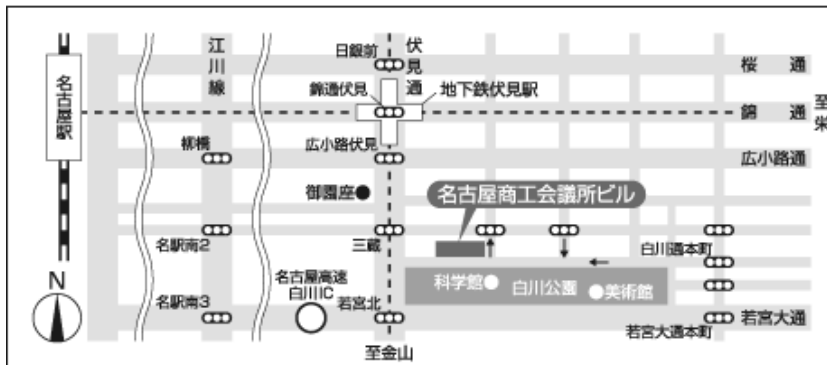 江川線
日銀前
伏見通
桜通
名古屋駅
錦通伏見
地下鉄伏見駅
錦通
至栄
柳橋
広小路伏見
広小路通
御園座
名古屋商工会議所ビル
名駅南2
三蔵
白川通本町
N
名古屋高速
白川IC
科学館
白川公園
美術館
名駅南3
若宮北
若宮大通
若宮大通本町
至金山